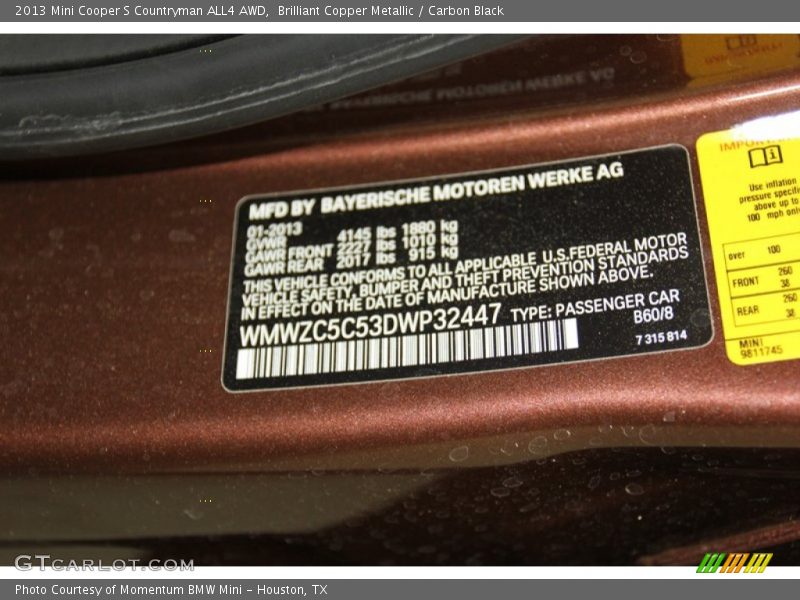 2013 Mini Cooper S Countryman ALL4 AWD, Brilliant Copper Metallic / Carbon Black
MFD BY BAYERISCHE MOTOREN WERKE AG
01-2013
GVWR 4145 lbs 1880 kg
GAWR FRONT 2227 lbs 1010 kg
GAWR REAR 2017 lbs 915 kg
THIS VEHICLE CONFORMS TO ALL APPLICABLE U.S.FEDERAL MOTOR
VEHICLE SAFETY, BUMPER AND THEFT PREVENTION STANDARDS
IN EFFECT ON THE DATE OF MANUFACTURE SHOWN ABOVE.
WMWZC5C53DWP32447 TYPE: PASSENGER CAR
B60/8
7 315 814
Use inflation
pressure
above up to
100 mph only
over 100
FRONT 260
38
REAR 260
38
MINI
9811745
GTCARLOT.COM
Photo Courtesy of Momentum BMW Mini - Houston, TX